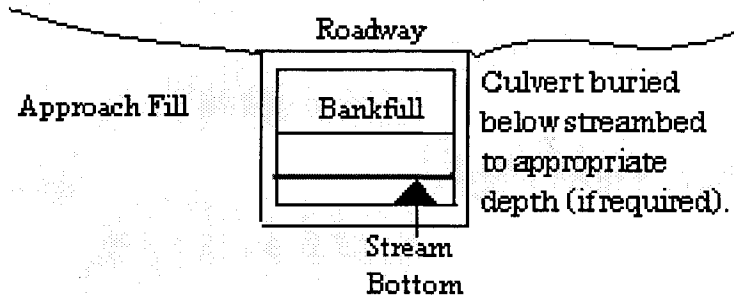 Roadway
Approach Fill
Bankfull
Culvert buried
below streambed
to appropriate
depth (if required).
Stream
Bottom